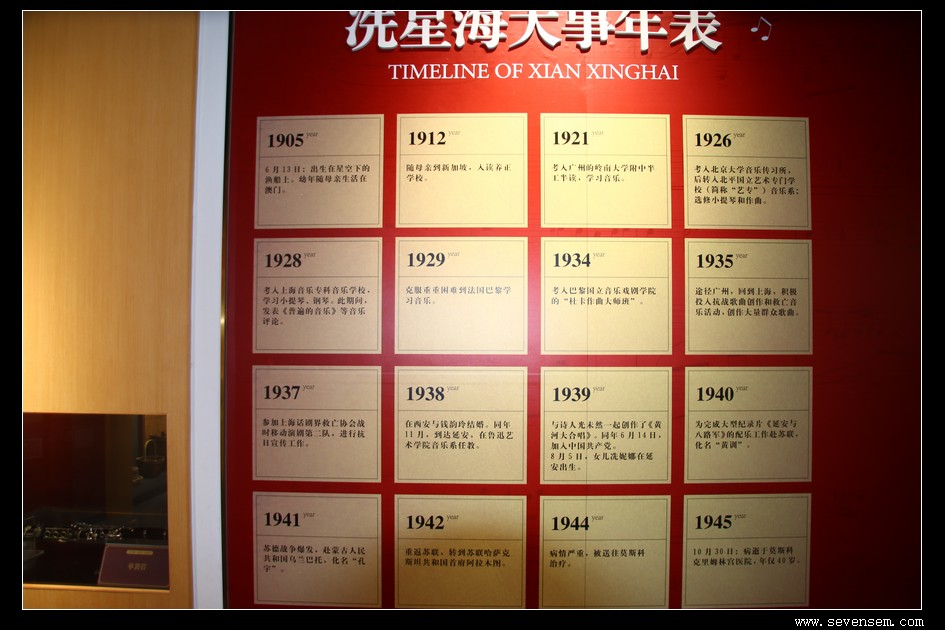 冼星海大事年表
TIMELINE OF XIAN XINGHAI
1905 year
6月13日：出生在星空下的
渔船上。幼年随母亲生活在
澳门。
1912 year
随母亲到新加坡，入读养正
学校。
1921 year
考入广州的岭南大学附中半
工半读，学习音乐。
1926 year
考入北京大学音乐传习所，
后转入北平国立艺术专门学
校（简称“艺专”）音乐系；
选修小提琴和作曲。
1928 year
考入上海音乐专科音乐学校，
学习小提琴、钢琴。此期间，
发表《普遍的音乐》等音乐
评论。
1929 year
克服重重困难到法国巴黎学
习音乐。
1934 year
考入巴黎国立音乐戏剧学院
的“杜卡作曲大师班”。
1935 year
途径广州，回到上海，积极
投入抗战歌曲创作和救亡音
乐活动，创作大量群众歌曲。
1937 year
参加上海话剧界救亡协会战
时移动演剧第二队，进行抗
日宣传工作。
1938 year
在西安与钱韵玲结婚。同年
11月，到达延安，在鲁迅艺
术学院音乐系任教。
1939 year
与诗人光未然一起创作了《黄
河大合唱》。同年6月14日，
加入中国共产党。
8月5日，女儿冼妮娜在延
安出生。
1940 year
为完成大型纪录片《延安与
八路军》的配乐工作赴苏联，
化名“黄训”。
1941 year
苏德战争爆发，赴蒙古人民
共和国乌兰巴托，化名“孔
宇”。
1942 year
重返苏联，转到苏联哈萨克
斯坦共和国首府阿拉木图。
1944 year
病情严重，被送往莫斯科
治疗。
1945 year
10月30日：病逝于莫斯科
克里姆林宫医院，年仅40岁。
www.sevensem.com